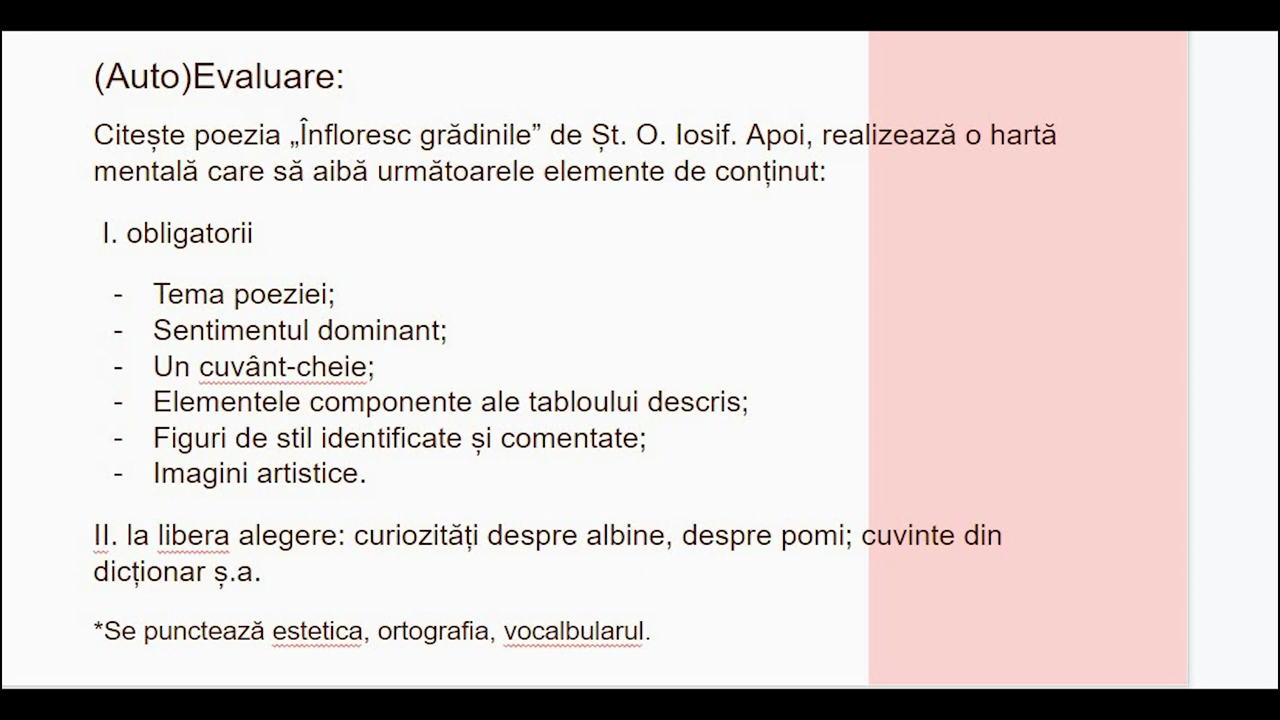 (Auto)Evaluare:
Citește poezia „Înfloresc grădinile” de Șt. O. Iosif. Apoi, realizează o hartă
mentală care să aibă următoarele elemente de conținut:
I. obligatorii
- Tema poeziei;
- Sentimentul dominant;
- Un cuvânt-cheie;
- Elementele componente ale tabloului descris;
- Figuri de stil identificate și comentate;
- Imagini artistice.
II. la libera alegere: curiozități despre albine, despre pomi; cuvinte din
dicționar ș.a.
*Se punctează estetica, ortografia, vocalbularul.